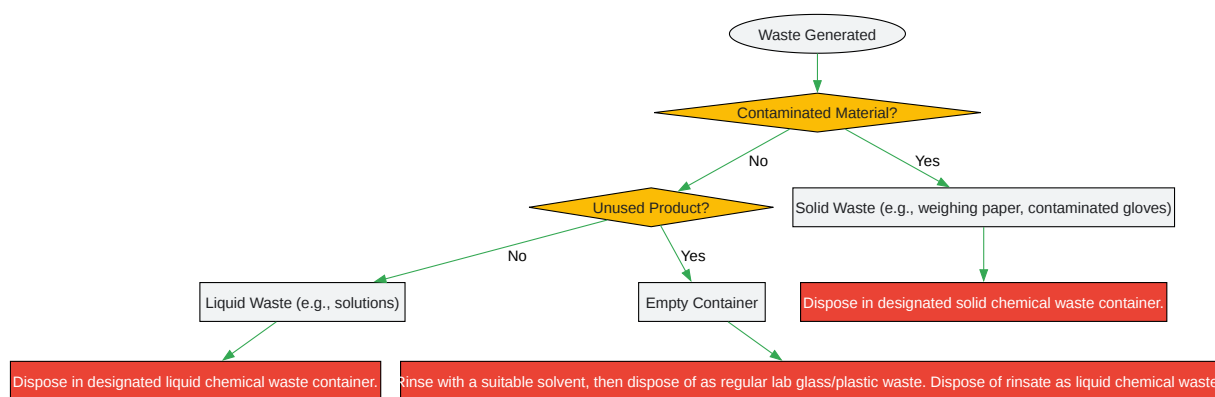 Waste Generated
Contaminated Material?
No
Yes
Unused Product?
Solid Waste (e.g., weighing paper, contaminated gloves)
No
Yes
Liquid Waste (e.g., solutions)
Empty Container
Dispose in designated solid chemical waste container.
Dispose in designated liquid chemical waste container.
Rinse with a suitable solvent, then dispose of as regular lab glass/plastic waste. Dispose of rinsate as liquid chemical waste